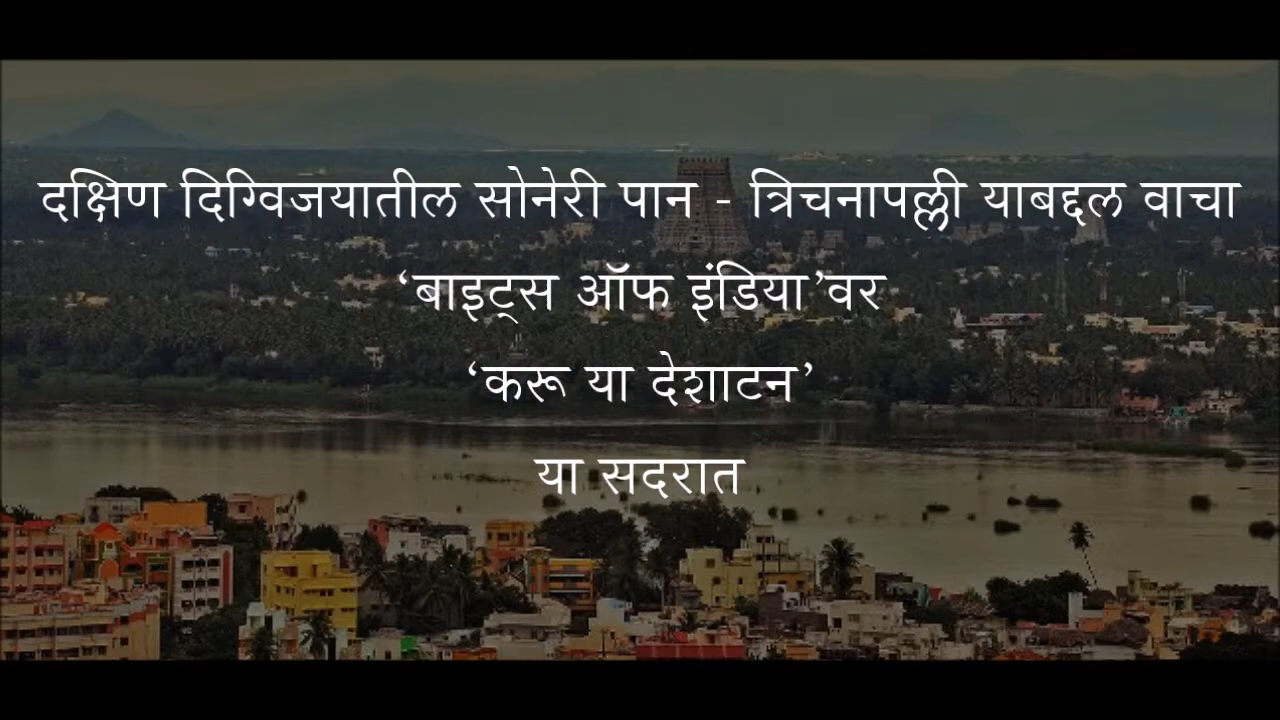 दक्षिण दिग्विजयातील सोनेरी पान - त्रिचनापल्ली याबद्दल वाचा
‘बाइट्स ऑफ इंडिया’वर
‘करू या देशाटन’
या सदरात